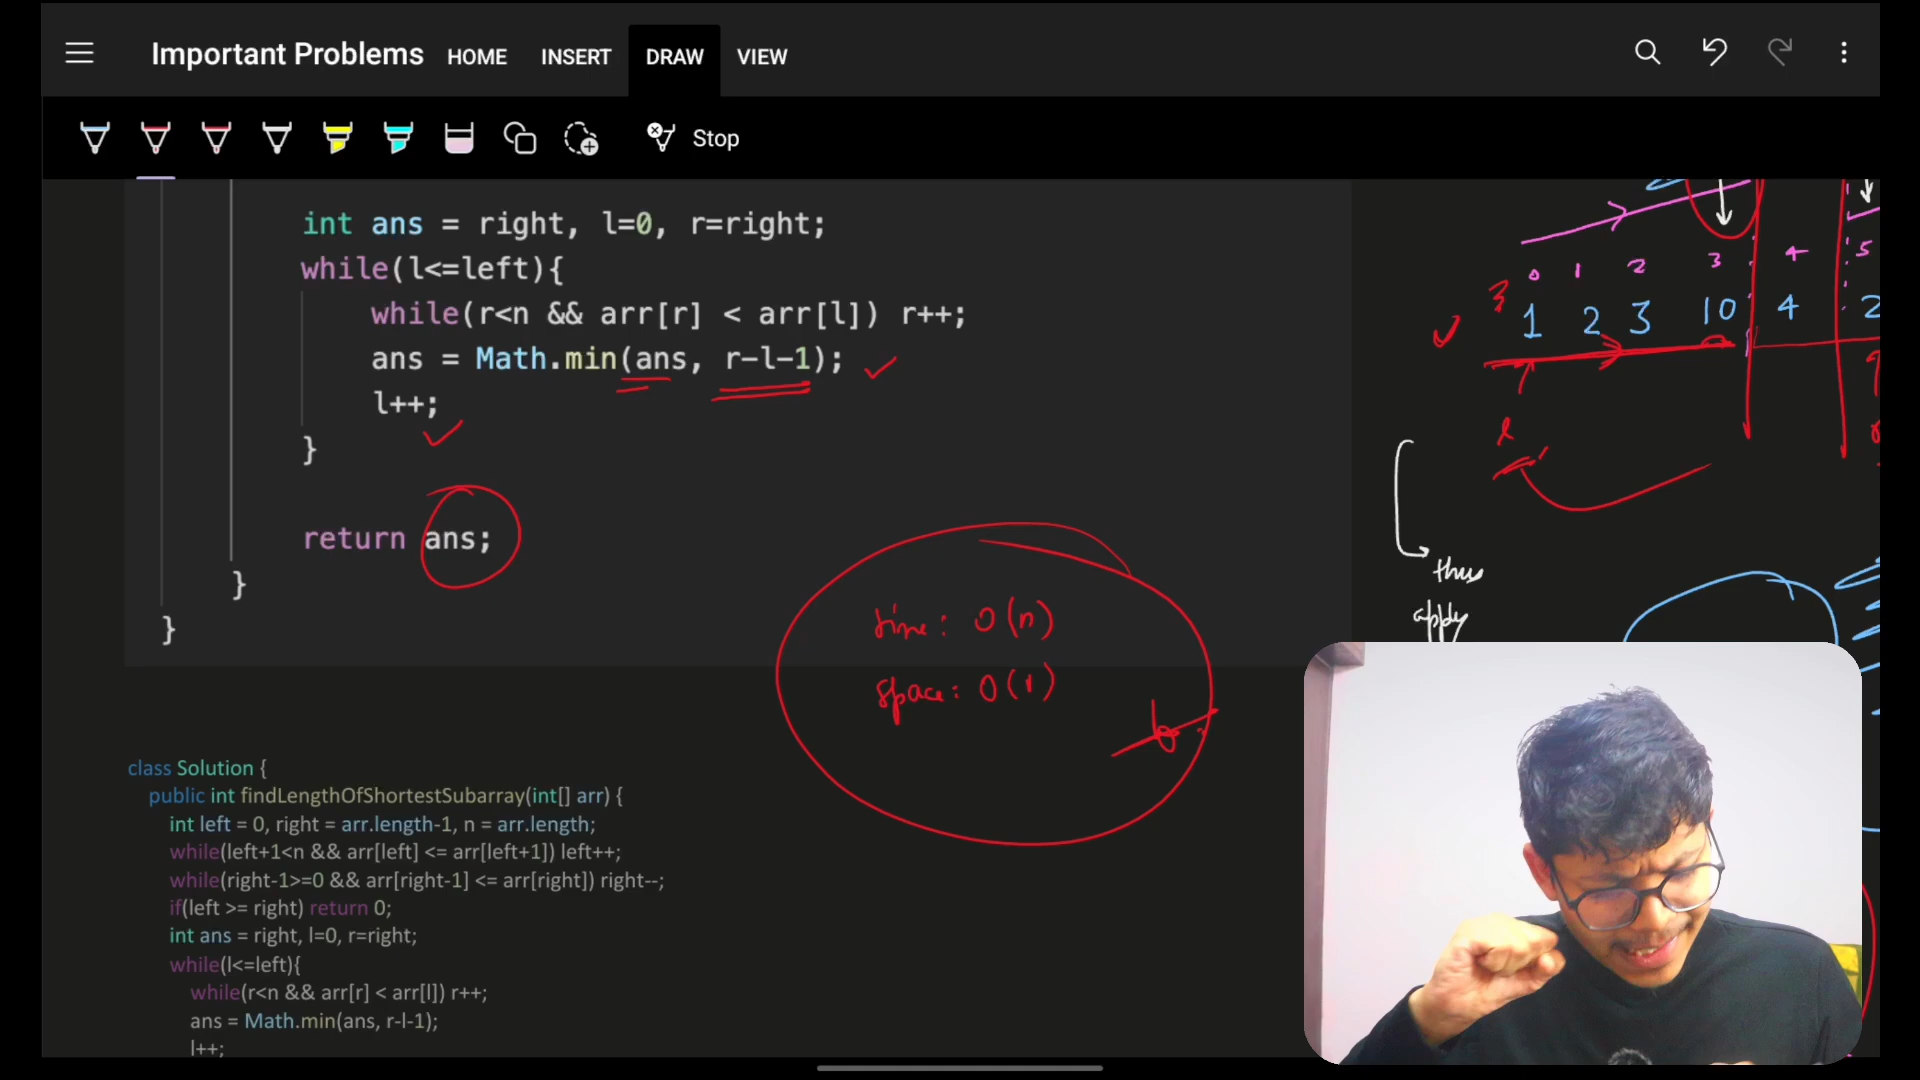 Important Problems HOME INSERT DRAW VIEW
Stop
int ans = right, l=0, r=right;
while(l<=left){
while(r<n && arr[r] < arr[l]) r++;
ans = Math.min(ans, r-l-1);
l++;
}
return ans;
}
}
time: O(n)
space: O(1)
class Solution {
public int findLengthOfShortestSubarray(int[] arr) {
int left = 0, right = arr.length-1, n = arr.length;
while(left+1<n && arr[left] <= arr[left+1]) left++;
while(right-1>=0 && arr[right-1] <= arr[right]) right--;
if(left >= right) return 0;
int ans = right, l=0, r=right;
while(l<=left){
while(r<n && arr[r] < arr[l]) r++;
ans = Math.min(ans, r-l-1);
l++;
0 1 2 3 4 5
1 2 3 10 4 2
l
thus
apply